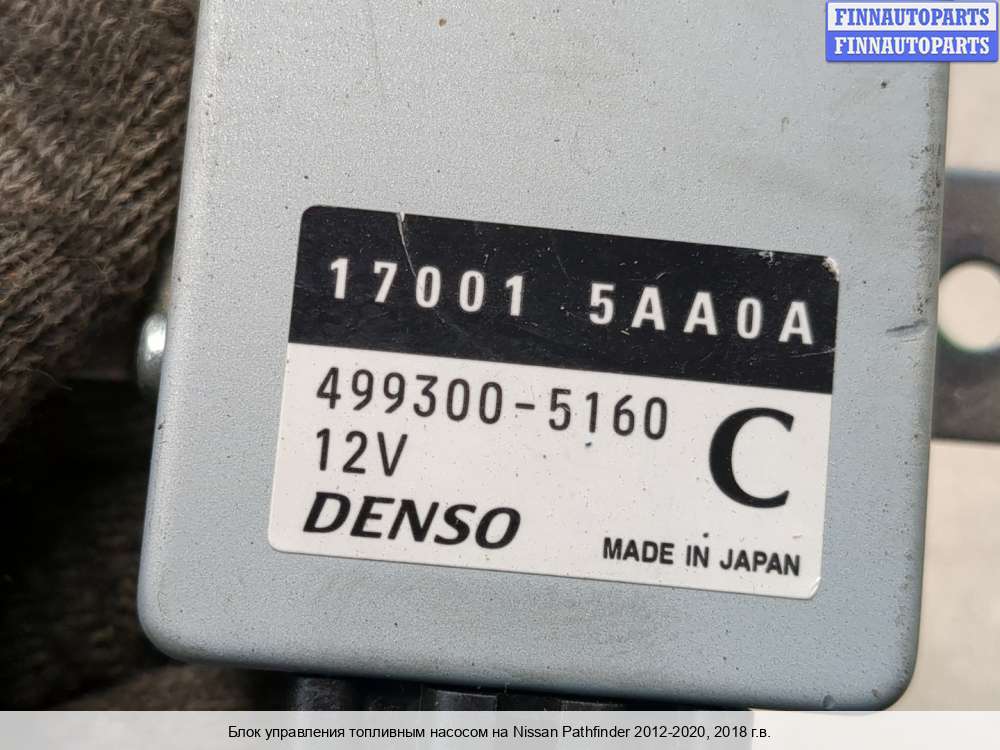 FINNAUTOPARTS
FINNAUTOPARTS
17001 5AA0A
499300-5160
12V
C
DENSO
MADE IN JAPAN
Блок управления топливным насосом на Nissan Pathfinder 2012-2020, 2018 г.в.